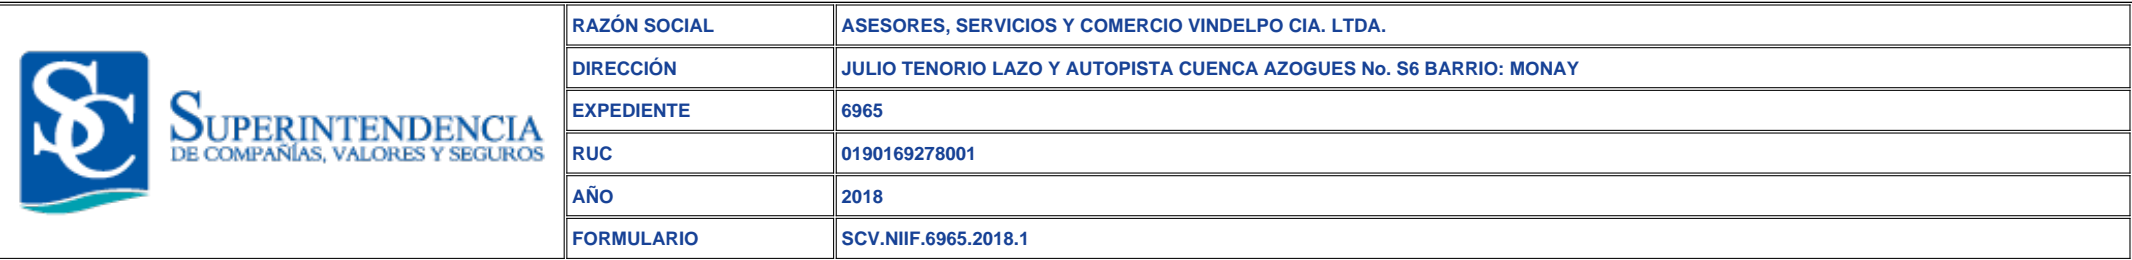 SC
SUPERINTENDENCIA
DE COMPAÑÍAS, VALORES Y SEGUROS
RAZÓN SOCIAL ASESORES, SERVICIOS Y COMERCIO VINDELPO CIA. LTDA.
DIRECCIÓN JULIO TENORIO LAZO Y AUTOPISTA CUENCA AZOGUES No. S6 BARRIO: MONAY
EXPEDIENTE 6965
RUC 0190169278001
AÑO 2018
FORMULARIO SCV.NIIF.6965.2018.1